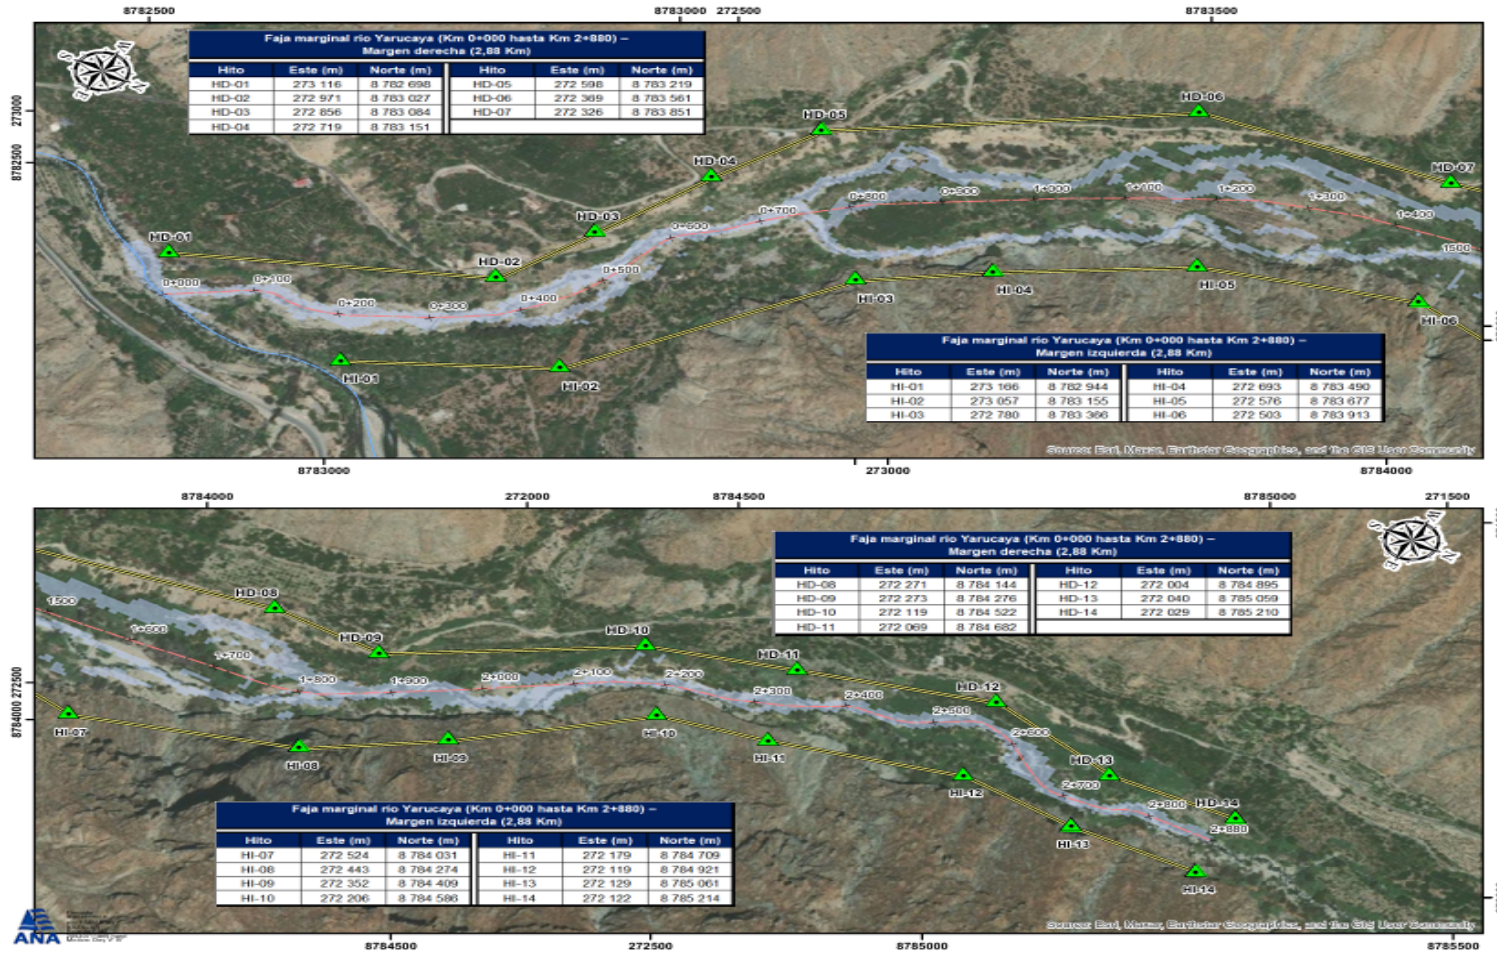 8782500 8783000 272500 8783500
Faja marginal río Yarucaya (Km 0+000 hasta Km 2+880) –
Margen derecha (2,88 Km)
Hito Este (m) Norte (m) Hito Este (m) Norte (m)
HD-01 273 116 8 782 698 HD-05 272 598 8 783 219
HD-02 272 971 8 783 027 HD-06 272 369 8 783 561
HD-03 272 856 8 783 084 HD-07 272 326 8 783 851
HD-04 272 719 8 783 151
S W E N
273000
8782500
HD-01
HD-02
HD-03
HD-04
HD-05
HD-06
HD-07
0+000
0+100
0+200
0+300
0+400
0+500
0+600
0+700
0+800
0+900
1+000
1+100
1+200
1+300
1+400
1500
HI-01
HI-02
HI-03
HI-04
HI-05
HI-06
Faja marginal río Yarucaya (Km 0+000 hasta Km 2+880) –
Margen izquierda (2,88 Km)
Hito Este (m) Norte (m) Hito Este (m) Norte (m)
HI-01 273 166 8 782 944 HI-04 272 693 8 783 490
HI-02 273 057 8 783 155 HI-05 272 576 8 783 677
HI-03 272 780 8 783 366 HI-06 272 503 8 783 913
Source: Esri, Maxar, Earthstar Geographics, and the GIS User Community
8783000 273000 8784000
8784000 272000 8784500 8785000 271500
Faja marginal río Yarucaya (Km 0+000 hasta Km 2+880) –
Margen derecha (2,88 Km)
Hito Este (m) Norte (m) Hito Este (m) Norte (m)
HD-08 272 271 8 784 144 HD-12 272 004 8 784 895
HD-09 272 273 8 784 276 HD-13 272 040 8 785 059
HD-10 272 119 8 784 522 HD-14 272 029 8 785 210
HD-11 272 069 8 784 682
S W E N
272500
8784000
HD-08
HD-09
HD-10
HD-11
HD-12
HD-13
HD-14
1500
1+600
1+700
1+800
1+900
2+000
2+100
2+200
2+300
2+400
2+500
2+600
2+700
2+800
2+880
HI-07
HI-08
HI-09
HI-10
HI-11
HI-12
HI-13
HI-14
Faja marginal río Yarucaya (Km 0+000 hasta Km 2+880) –
Margen izquierda (2,88 Km)
Hito Este (m) Norte (m) Hito Este (m) Norte (m)
HI-07 272 524 8 784 031 HI-11 272 179 8 784 709
HI-08 272 443 8 784 274 HI-12 272 119 8 784 921
HI-09 272 352 8 784 409 HI-13 272 129 8 785 061
HI-10 272 206 8 784 586 HI-14 272 122 8 785 214
ANA
Source: Esri, Maxar, Earthstar Geographics, and the GIS User Community
8784500 272500 8785000 8785500